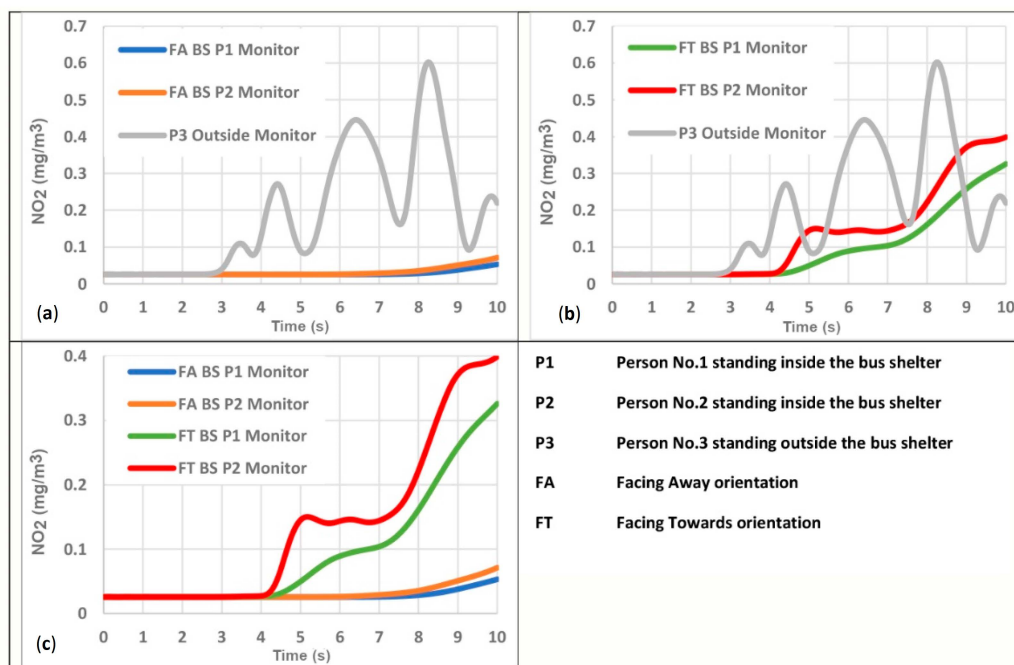 0.7
0.6
0.5
0.4
0.3
0.2
0.1
0
NO2 (mg/m3)
FA BS P1 Monitor
FA BS P2 Monitor
P3 Outside Monitor
0 1 2 3 4 5 6 7 8 9 10
Time (s)
(a)
0.7
0.6
0.5
0.4
0.3
0.2
0.1
0
NO2 (mg/m3)
FT BS P1 Monitor
FT BS P2 Monitor
P3 Outside Monitor
0 1 2 3 4 5 6 7 8 9 10
Time (s)
(b)
0.4
0.3
0.2
0.1
0
NO2 (mg/m3)
FA BS P1 Monitor
FA BS P2 Monitor
FT BS P1 Monitor
FT BS P2 Monitor
0 1 2 3 4 5 6 7 8 9 10
Time (s)
(c)
P1 Person No.1 standing inside the bus shelter
P2 Person No.2 standing inside the bus shelter
P3 Person No.3 standing outside the bus shelter
FA Facing Away orientation
FT Facing Towards orientation